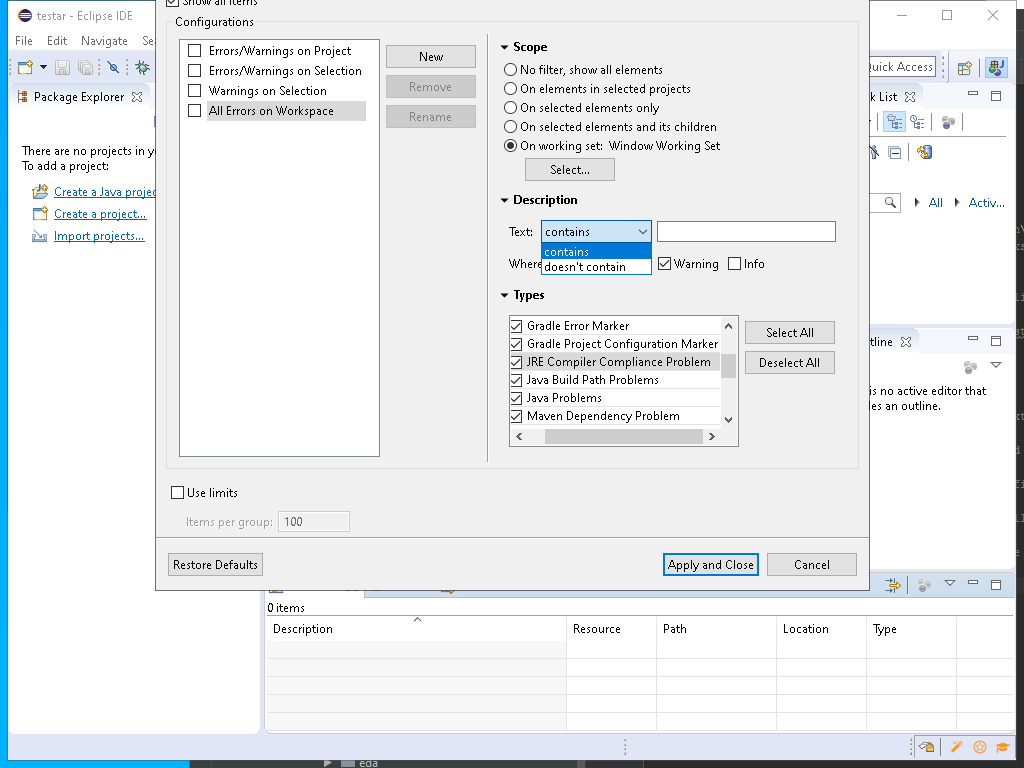 testar - Eclipse IDE
Show all items
File Edit Navigate Se
Configurations
Errors/Warnings on Project
Errors/Warnings on Selection
Warnings on Selection
All Errors on Workspace
New
Remove
Rename
Scope
No filter, show all elements
On elements in selected projects
On selected elements only
On selected elements and its children
On working set: Window Working Set
Select...
Description
Text: contains
contains
doesn't contain
Where
Warning
Info
Types
Gradle Error Marker
Gradle Project Configuration Marker
JRE Compiler Compliance Problem
Java Build Path Problems
Java Problems
Maven Dependency Problem
Select All
Deselect All
Use limits
Items per group: 100
Restore Defaults
Apply and Close
Cancel
Package Explorer
There are no projects in y
To add a project:
Create a Java projec
Create a project...
Import projects...
Quick Access
k List
All
Activ...
tline
is no active editor that
des an outline.
0 items
Description Resource Path Location Type
eda